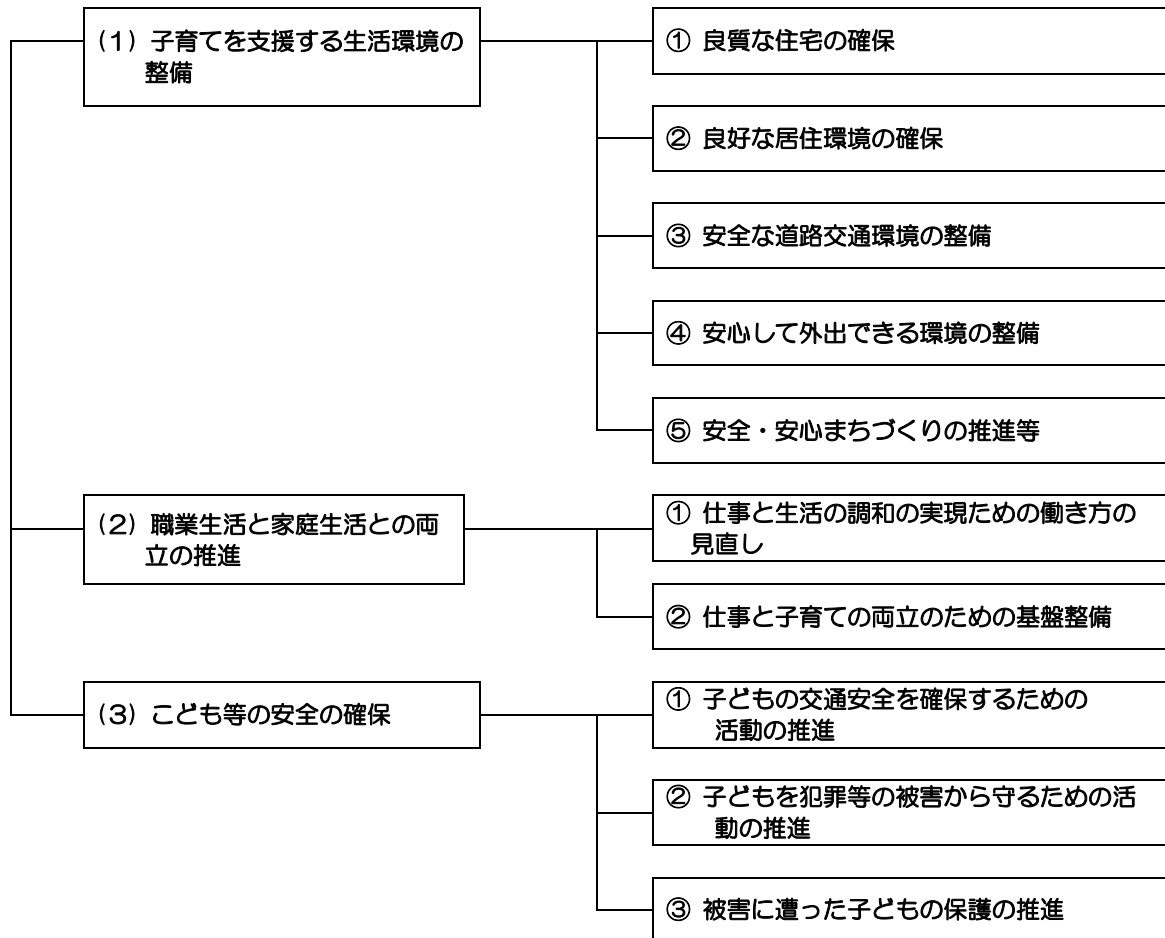 （１）子育てを支援する生活環境の
整備
① 良質な住宅の確保
② 良好な居住環境の確保
③ 安全な道路交通環境の整備
④ 安心して外出できる環境の整備
⑤ 安全・安心まちづくりの推進等
（２）職業生活と家庭生活との両
立の推進
① 仕事と生活の調和の実現ための働き方の
見直し
② 仕事と子育ての両立のための基盤整備
（３）こども等の安全の確保
① 子どもの交通安全を確保するための
活動の推進
② 子どもを犯罪等の被害から守るための活
動の推進
③ 被害に遭った子どもの保護の推進